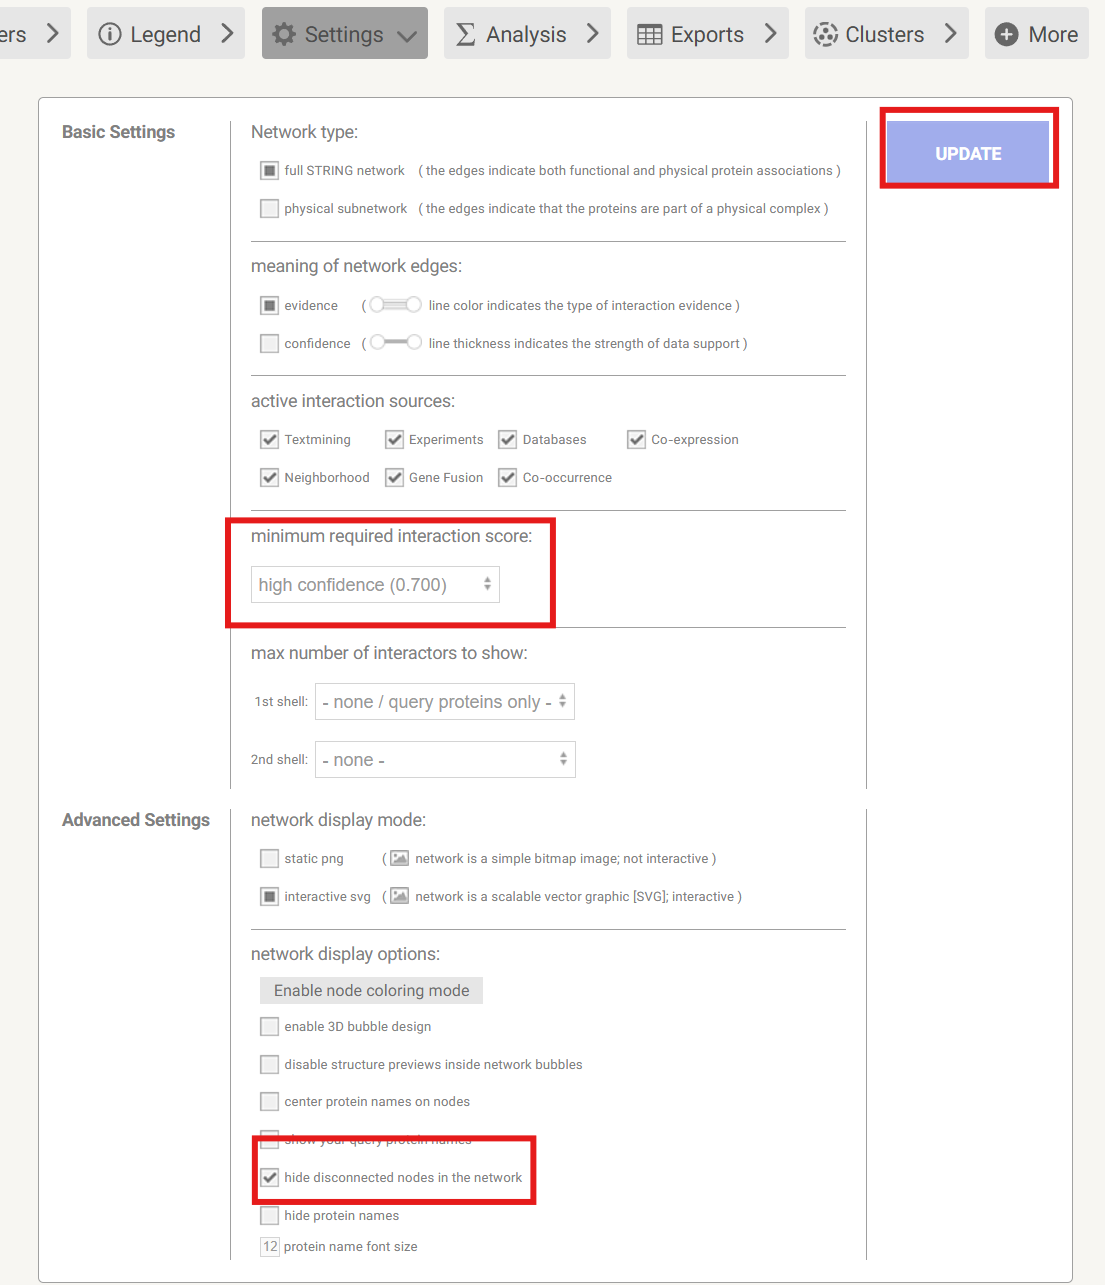 ers Legend Settings Analysis Exports Clusters More
Basic Settings
Network type:
full STRING network ( the edges indicate both functional and physical protein associations )
physical subnetwork ( the edges indicate that the proteins are part of a physical complex )
UPDATE
meaning of network edges:
evidence ( line color indicates the type of interaction evidence )
confidence ( line thickness indicates the strength of data support )
active interaction sources:
Textmining Experiments Databases Co-expression
Neighborhood Gene Fusion Co-occurrence
minimum required interaction score:
high confidence (0.700)
max number of interactors to show:
1st shell: - none / query proteins only -
2nd shell: - none -
Advanced Settings
network display mode:
static png ( network is a simple bitmap image; not interactive )
interactive svg ( network is a scalable vector graphic [SVG]; interactive )
network display options:
Enable node coloring mode
enable 3D bubble design
disable structure previews inside network bubbles
center protein names on nodes
show your query protein names
hide disconnected nodes in the network
hide protein names
12 protein name font size